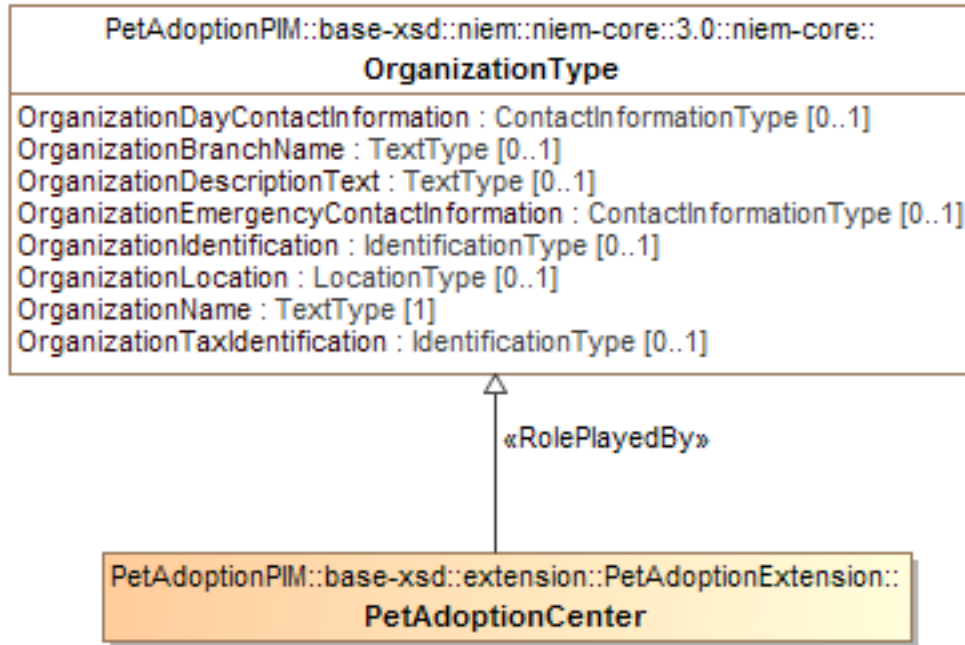 PetAdoptionPIM::base-xsd::niem::niem-core::3.0::niem-core::
OrganizationType
OrganizationDayContactInformation : ContactInformationType [0..1]
OrganizationBranchName : TextType [0..1]
OrganizationDescriptionText : TextType [0..1]
OrganizationEmergencyContactInformation : ContactInformationType [0..1]
OrganizationIdentification : IdentificationType [0..1]
OrganizationLocation : LocationType [0..1]
OrganizationName : TextType [1]
OrganizationTaxIdentification : IdentificationType [0..1]
«RolePlayedBy»
PetAdoptionPIM::base-xsd::extension::PetAdoptionExtension::
PetAdoptionCenter